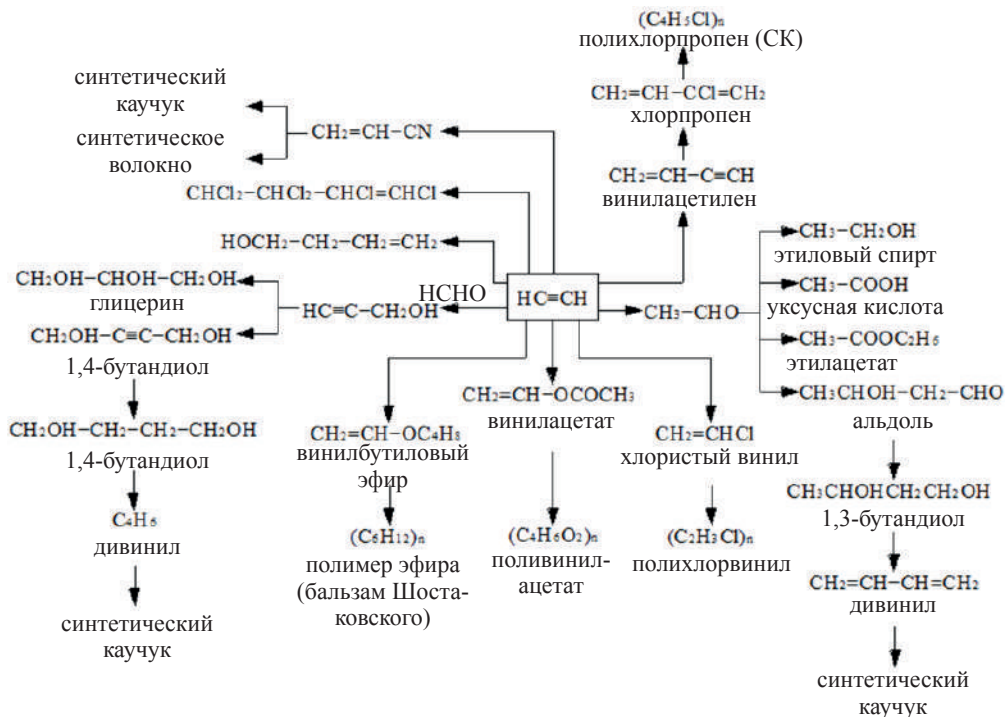 (C4H5Cl)n
полихлорпропен (СК)
синтетический
каучук
CH2=CH-CCl=CH2
хлорпропен
синтетическое
волокно
CH2=CH-CN
CHCl2-CHCl2-CHCl=CHCl
CH2=CH-C≡CH
винилацетилен
HOCH2-CH2-CH2=CH2
CH3-CH2OH
этиловый спирт
CH2OH-CHOH-CH2OH
глицерин
HC≡C-CH2OH
HCHO
HC≡CH
CH3-CHO
CH3-COOH
уксусная кислота
CH2OH-C≡C-CH2OH
1,4-бутандиол
CH3-COOC2H5
этилацетат
CH2=CH-OCOCH3
винилацетат
CH3CHOH-CH2-CHO
альдоль
CH2OH-CH2-CH2-CH2OH
1,4-бутандиол
CH2=CH-OC4H8
винилбутиловый
эфир
CH2=CHCl
хлористый винил
CH3CHOHCH2CH2OH
1,3-бутандиол
C4H6
дивинил
(C6H12)n
полимер эфира
(бальзам Шоста-
ковского)
(C4H6O2)n
поливинил-
ацетат
(C2H3Cl)n
полихлорвинил
CH2=CH-CH=CH2
дивинил
синтетический
каучук
синтетический
каучук